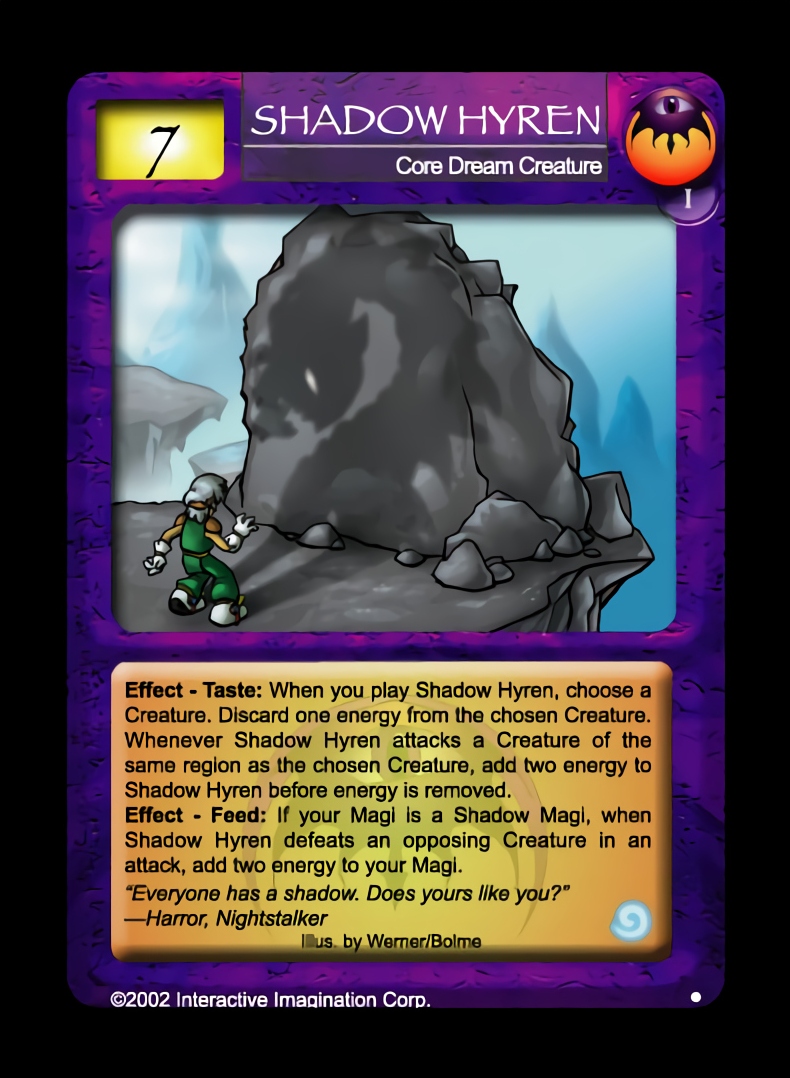 7
SHADOW HYREN
Core Dream Creature
I
Effect - Taste: When you play Shadow Hyren, choose a
Creature. Discard one energy from the chosen Creature.
Whenever Shadow Hyren attacks a Creature of the
same region as the chosen Creature, add two energy to
Shadow Hyren before energy is removed.
Effect - Feed: If your Magi is a Shadow Magi, when
Shadow Hyren defeats an opposing Creature in an
attack, add two energy to your Magi.
“Everyone has a shadow. Does yours like you?”
—Harror, Nightstalker
Illus. by Werner/Bolme
©2002 Interactive Imagination Corp.